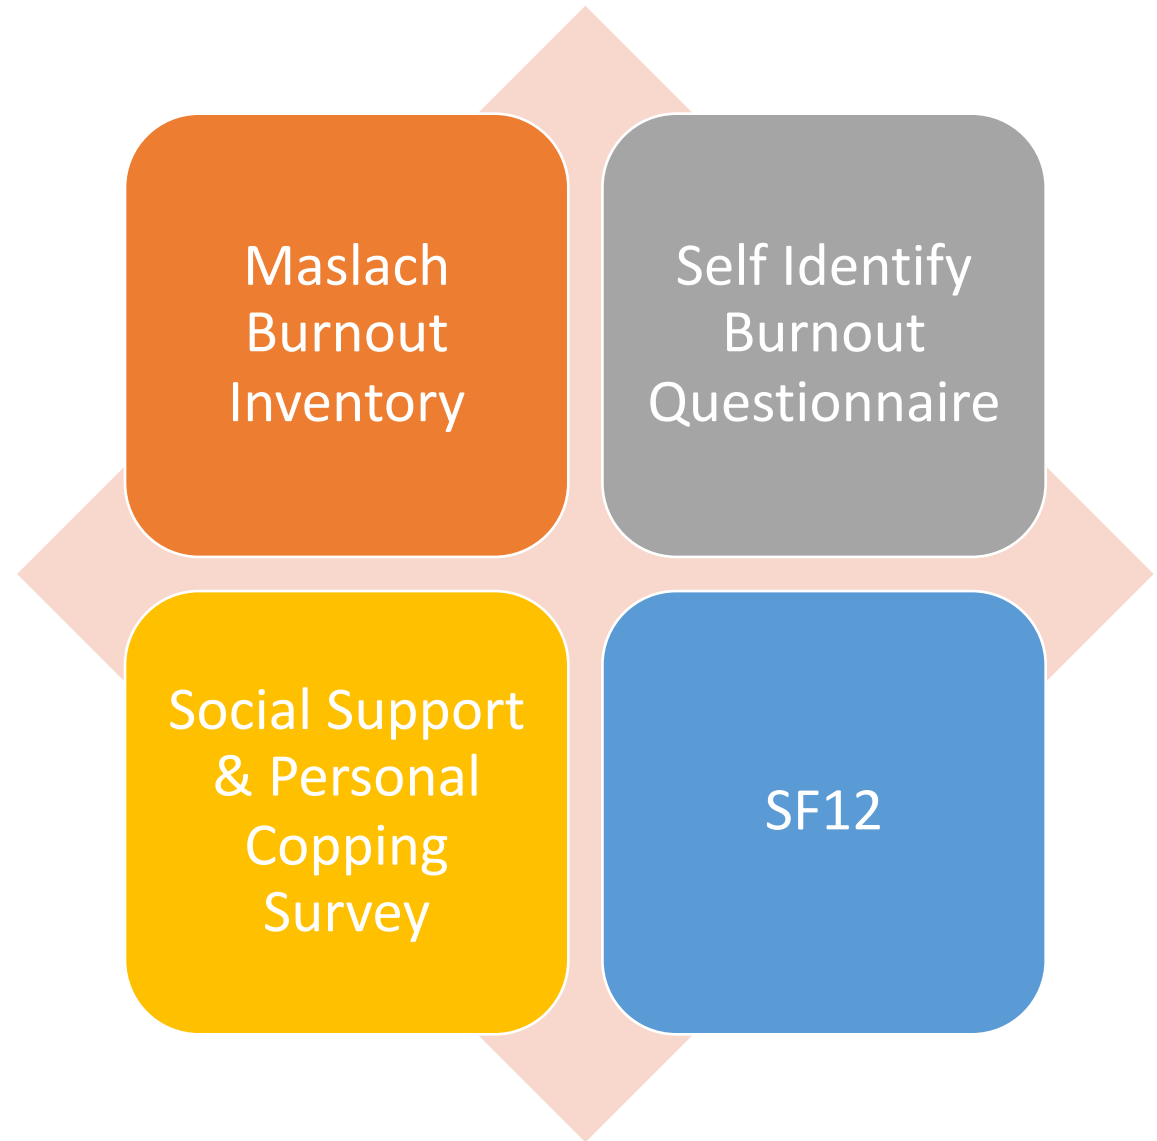 Maslach
Burnout
Inventory
Self Identify
Burnout
Questionnaire
Social Support
& Personal
Copping
Survey
SF12